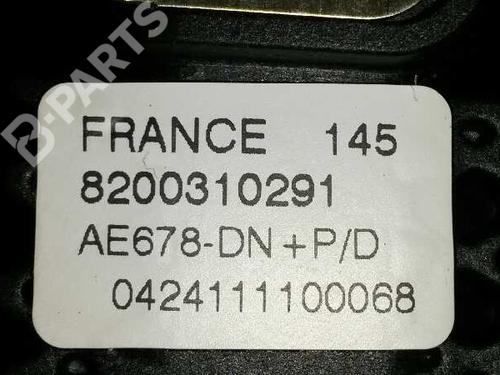 B-PARTS
FRANCE 145
8200310291
AE678-DN+P/D
0424111100068